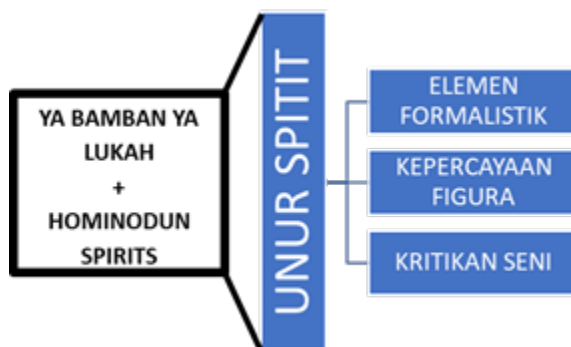 YA BAMBAN YA
LUKAH
+
HOMINODUN
SPIRITS
UNUR SPITIT
ELEMEN
FORMALISTIK
KEPERCAYAAN
FIGURA
KRITIKAN SENI